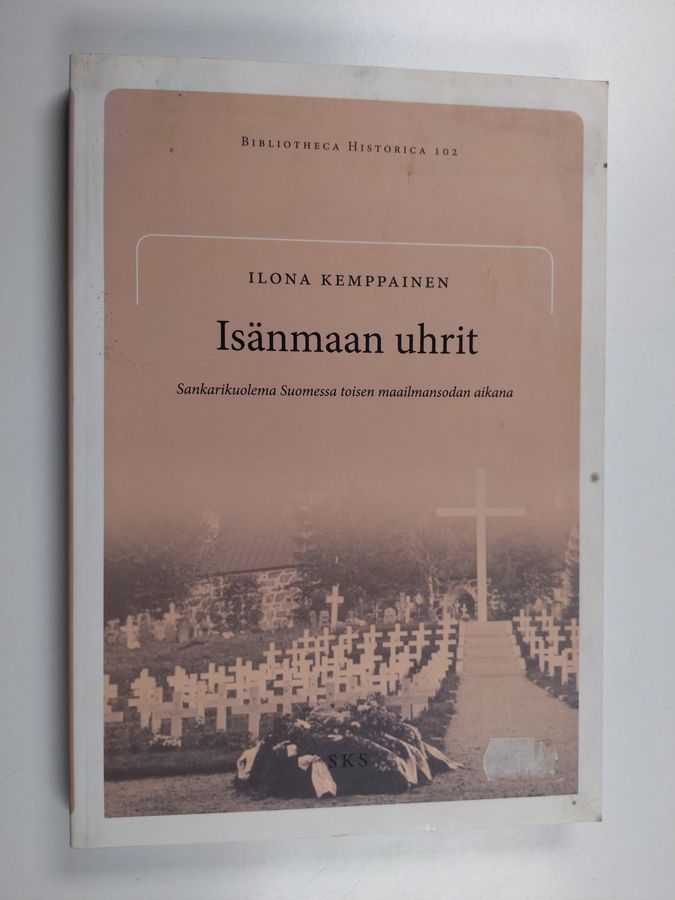 BIBLIOTHECA HISTORICA 102
ILONA KEMPPAINEN
Isänmaan uhrit
Sankarikuolema Suomessa toisen maailmansodan aikana
SKS